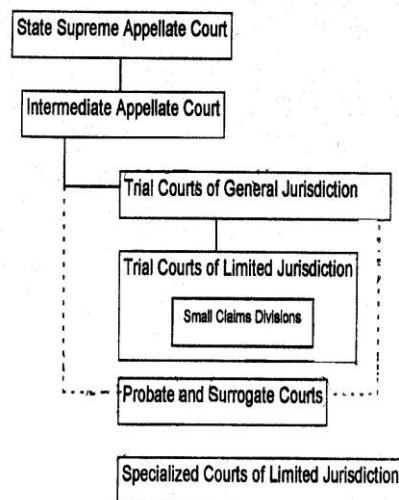 State Supreme Appellate Court
Intermediate Appellate Court
Trial Courts of General Jurisdiction
Trial Courts of Limited Jurisdiction
Small Claims Divisions
Probate and Surrogate Courts
Specialized Courts of Limited Jurisdiction